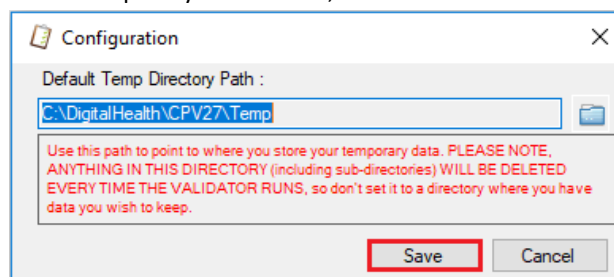 Configuration
Default Temp Directory Path :
C:\DigitalHealth\CPV27\Temp
Use this path to point to where you store your temporary data. PLEASE NOTE,
ANYTHING IN THIS DIRECTORY (including sub-directories) WILL BE DELETED
EVERY TIME THE VALIDATOR RUNS, so don't set it to a directory where you have
data you wish to keep.
Save Cancel